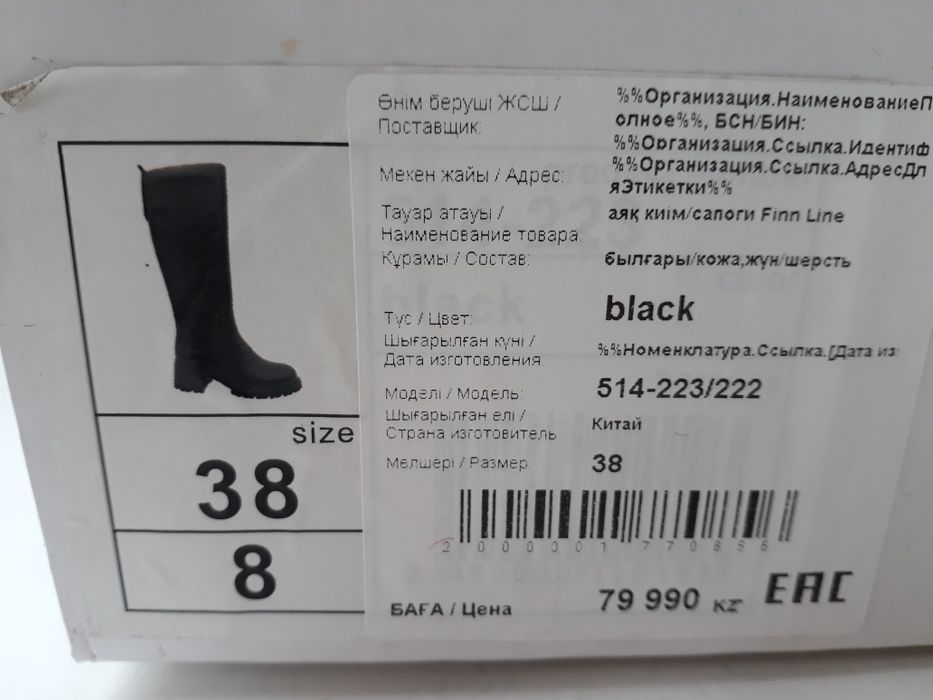 Өнім беруші ЖСШ /
Поставщик:
%%Организация.НаименованиеП
олное%%, БСН/БИН:
%%Организация.Ссылка.Идентиф
Мекен жайы / Адрес:
%%Организация.Ссылка.АдресДл
яЭтикетки%%
Тауар атауы /
Наименование товара:
аяқ киім/сапоги Finn Line
Құрамы / Состав:
былғары/кожа,жүн/шерсть
Түс / Цвет:
black
Шығарылған күні /
Дата изготовления:
%%Номенклатура.Ссылка.[Дата из
Моделі / Модель:
514-223/222
Шығарылған елі /
Страна изготовитель
Китай
Мөлшері / Размер:
38
2000001770658
БАҒА / Цена
79 990 KZ
EAC
size
38
8